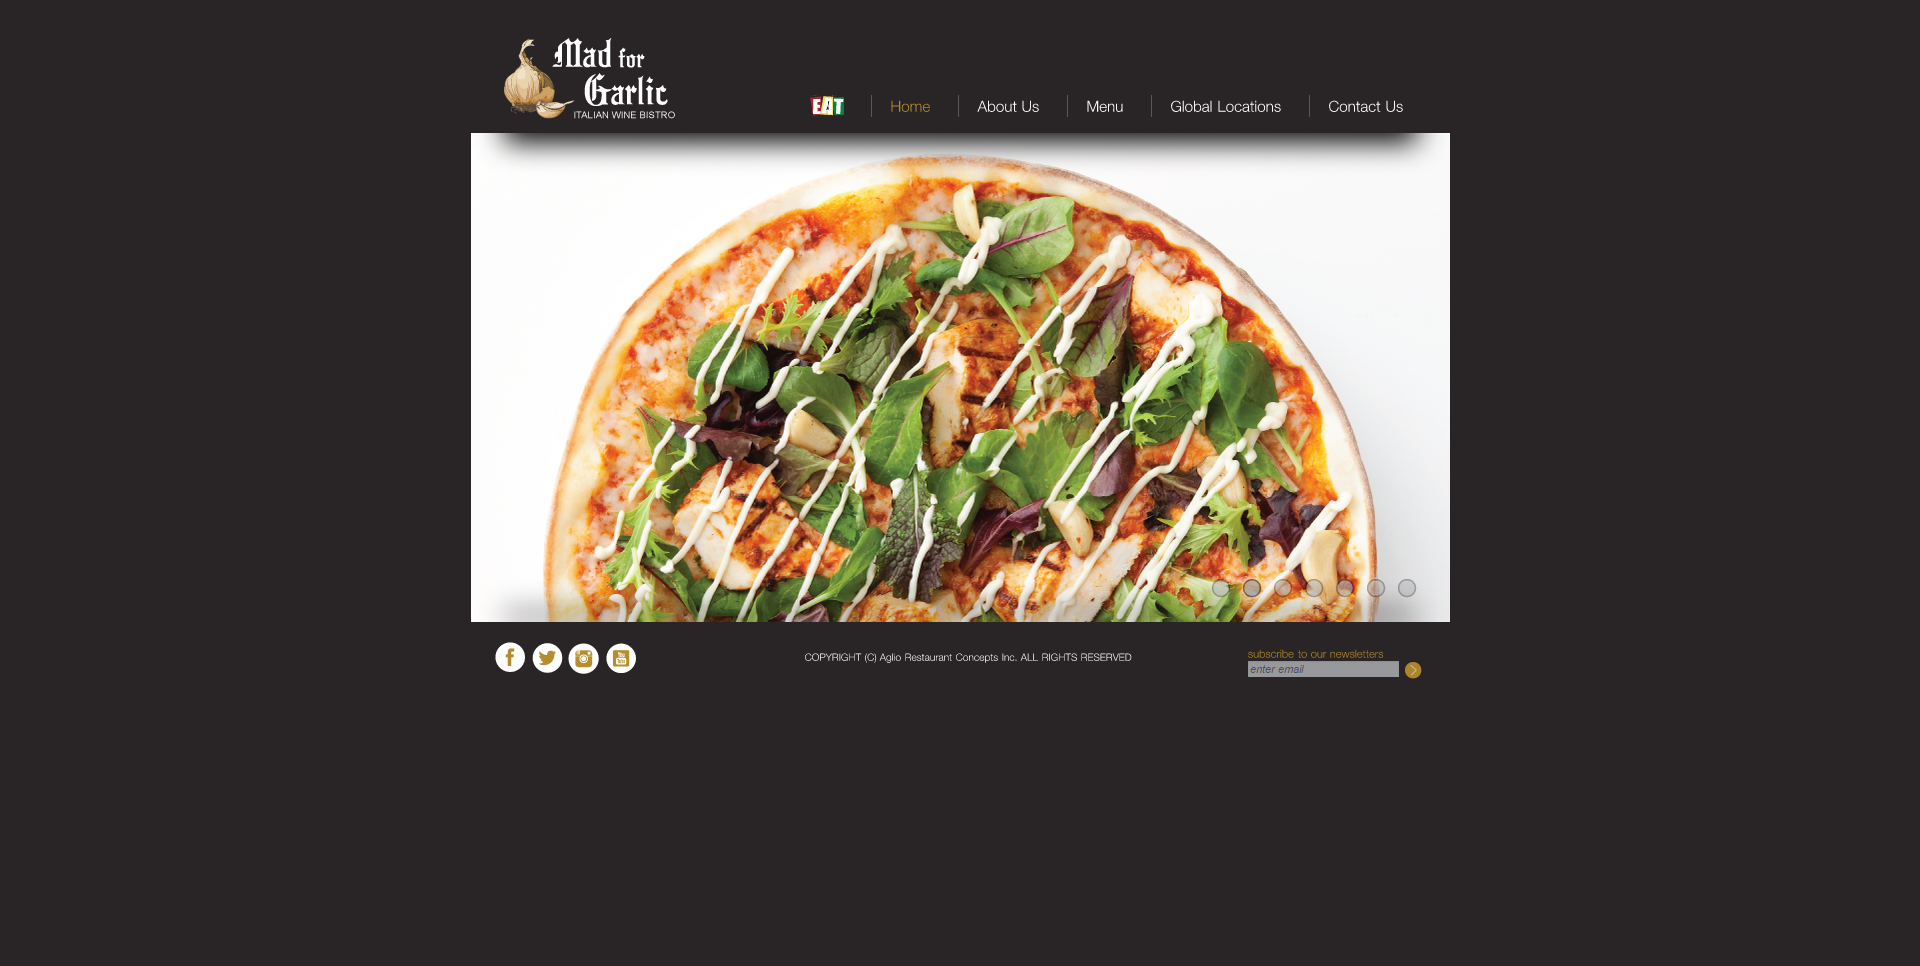 Mad for
Garlic
ITALIAN WINE BISTRO
EAT
Home
About Us
Menu
Global Locations
Contact Us
f
You
COPYRIGHT (C) Aglio Restaurant Concepts Inc. ALL RIGHTS RESERVED
subscribe to our newsletters
enter email